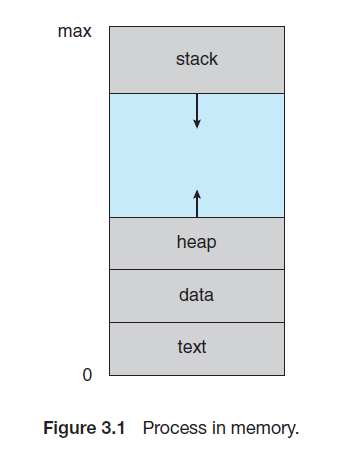 max
stack
heap
data
text
0
Figure 3.1 Process in memory.